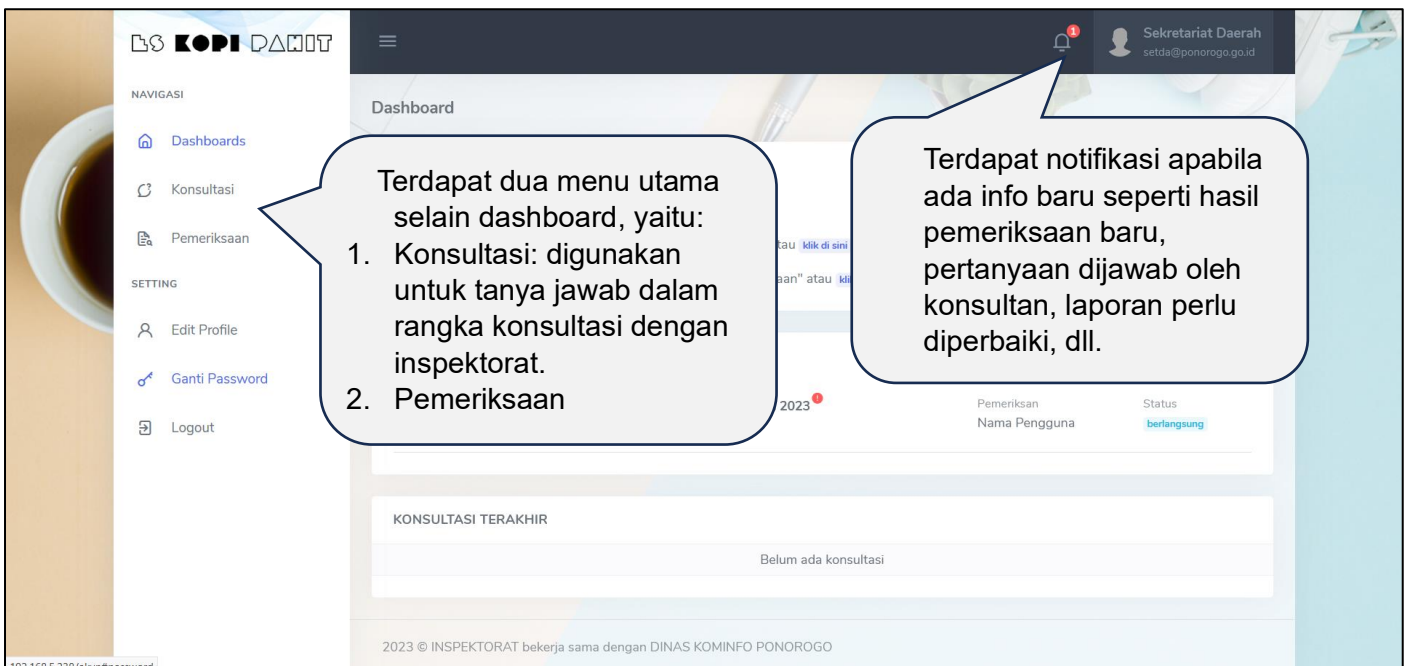 LS KOPI PAHIT
1
Sekretariat Daerah
setda@ponorogo.go.id
NAVIGASI
Dashboards
Konsultasi
Pemeriksaan
SETTING
Edit Profile
Ganti Password
Logout
Dashboard
Terdapat dua menu utama
selain dashboard, yaitu:
1. Konsultasi: digunakan
untuk tanya jawab dalam
rangka konsultasi dengan
inspektorat.
2. Pemeriksaan
Terdapat notifikasi apabila
ada info baru seperti hasil
pemeriksaan baru,
pertanyaan dijawab oleh
konsultan, laporan perlu
diperbaiki, dll.
klik di sini
atau
2023
Pemeriksan
Nama Pengguna
Status
berlangsung
KONSULTASI TERAKHIR
Belum ada konsultasi
2023 © INSPEKTORAT bekerja sama dengan DINAS KOMINFO PONOROGO